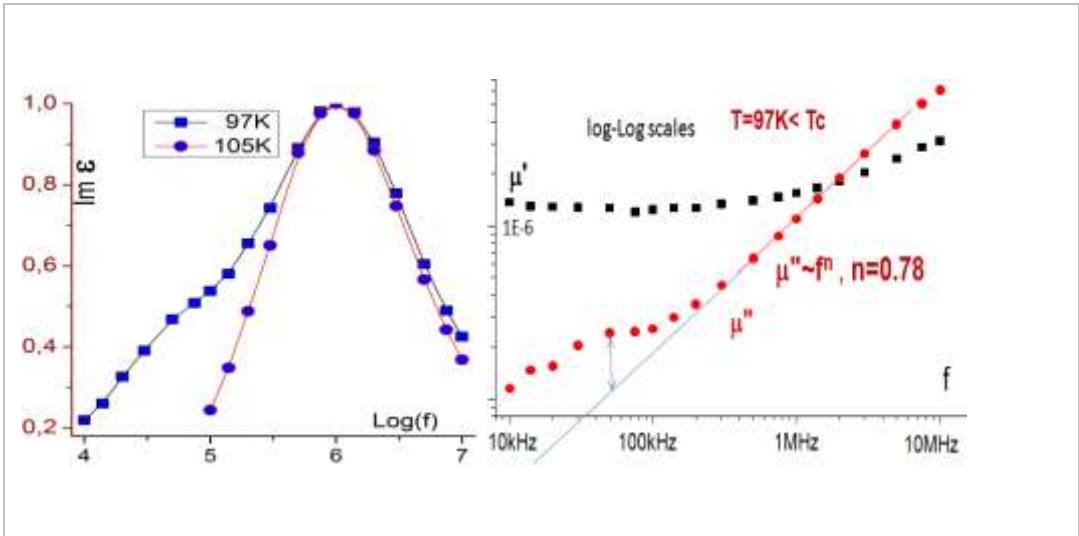 1,0
0.8
0,6
0,4
0,2
Im ε
97K
105K
Log(f)
4
5
6
7
log-Log scales
T=97K< Tc
μ'
1E-6
μ''~fⁿ , n=0.78
μ''
f
10kHz
100kHz
1MHz
10MHz